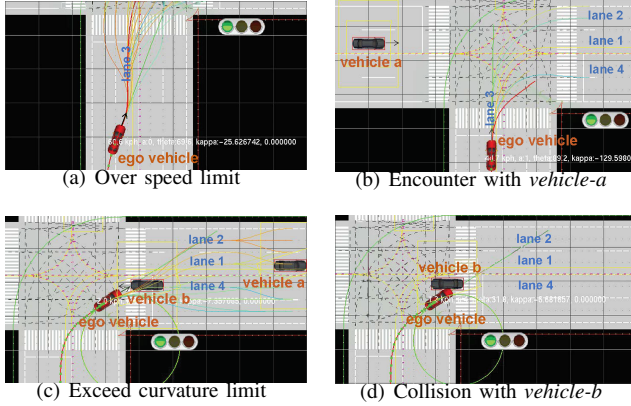 lane 3
ego vehicle
(a) Over speed limit
lane 2
lane 1
lane 4
vehicle a
lane 3
ego vehicle
(b) Encounter with vehicle-a
lane 2
lane 1
lane 4
vehicle a
vehicle b
ego vehicle
(c) Exceed curvature limit
lane 2
lane 1
lane 4
vehicle b
ego vehicle
(d) Collision with vehicle-b